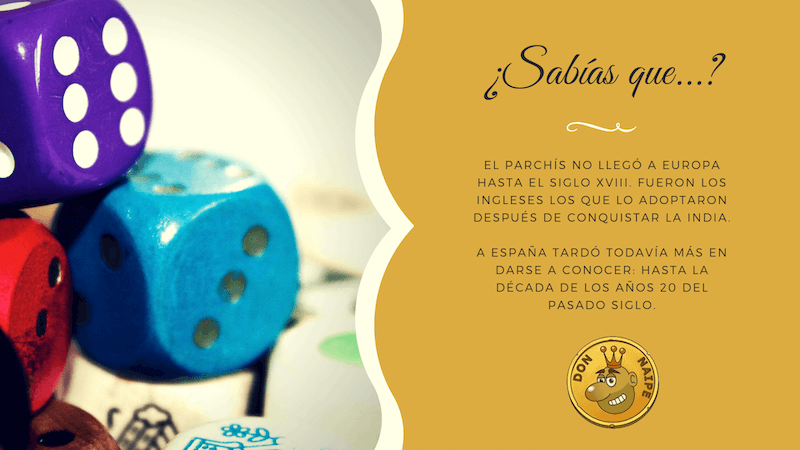 ¿Sabías que...?
EL PARCHÍS NO LLEGÓ A EUROPA
HASTA EL SIGLO XVIII. FUERON LOS
INGLESES LOS QUE LO ADOPTARON
DESPUÉS DE CONQUISTAR LA INDIA.
A ESPAÑA TARDÓ TODAVÍA MÁS EN
DARSE A CONOCER: HASTA LA
DÉCADA DE LOS AÑOS 20 DEL
PASADO SIGLO.
DON NAIPE